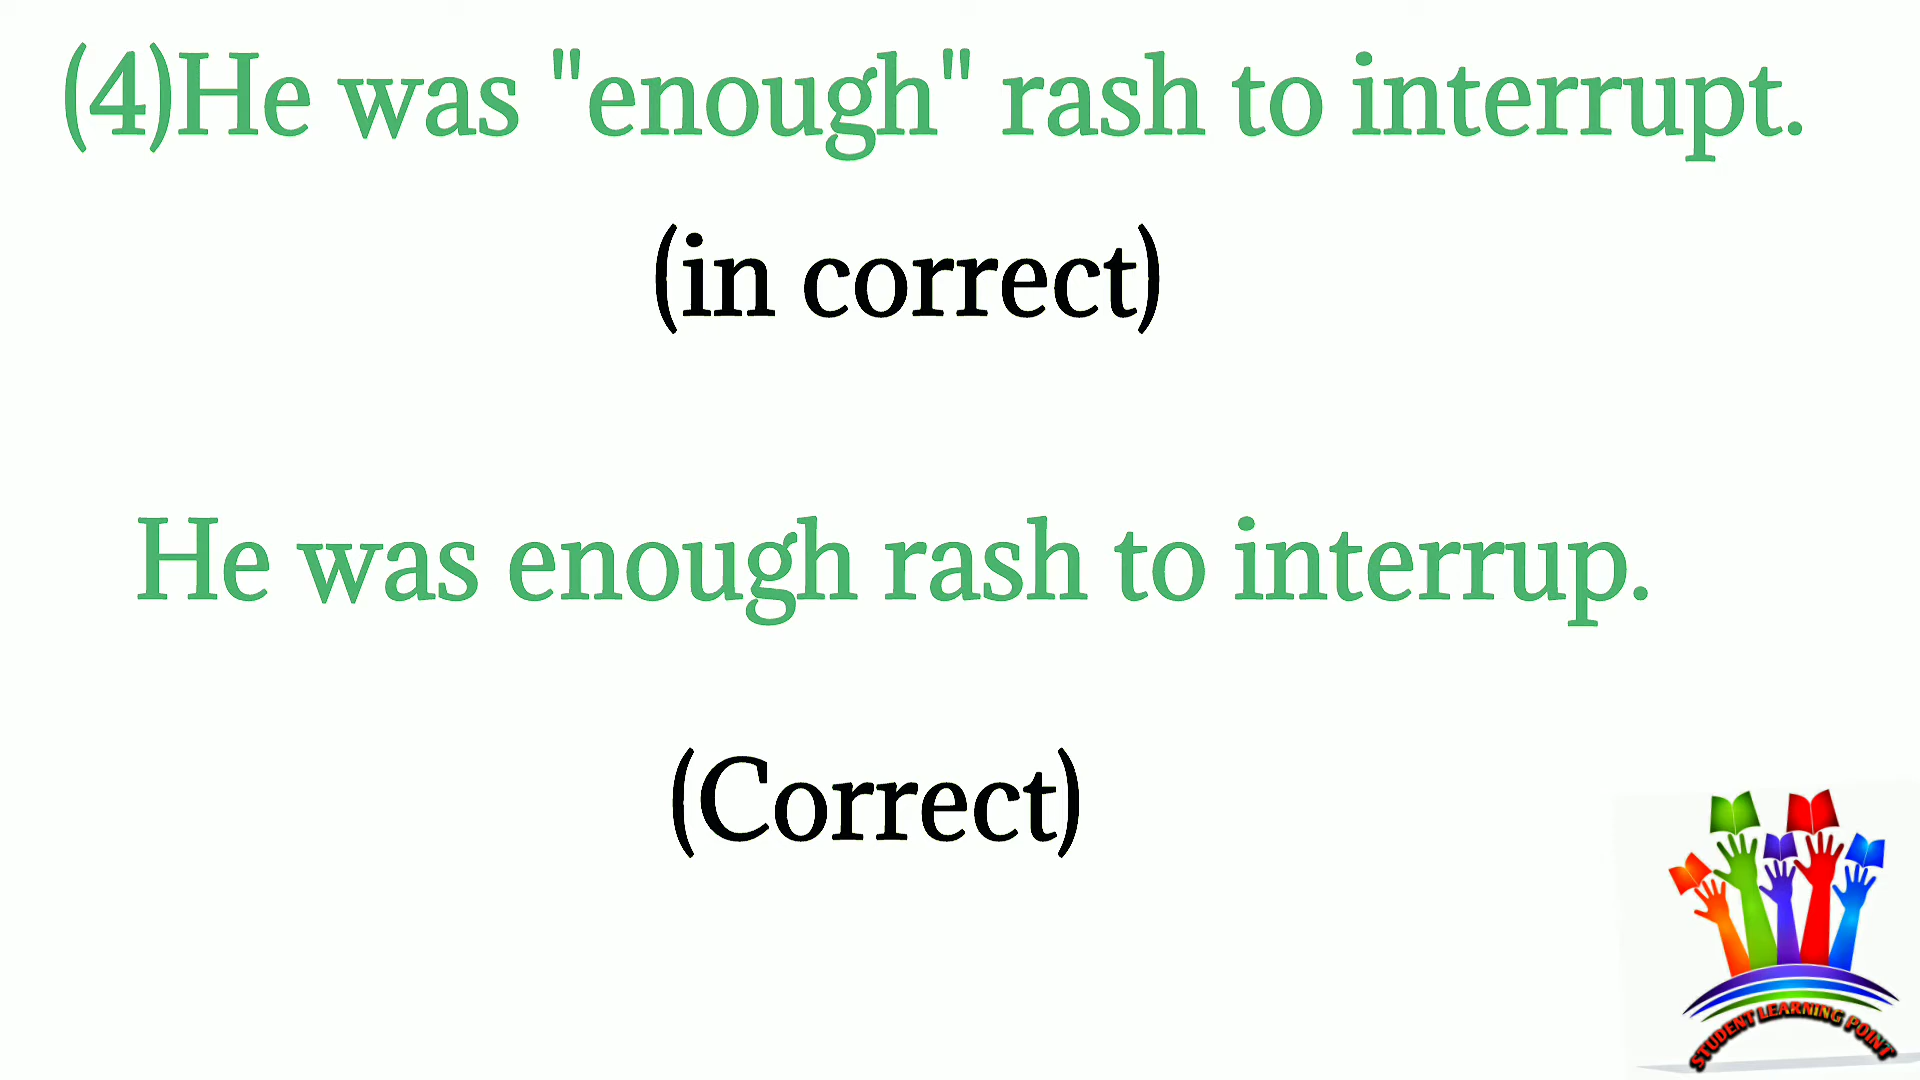 (4)He was "enough" rash to interrupt.
(in correct)
He was enough rash to interrup.
(Correct)
STUDENT LEARNING POINT